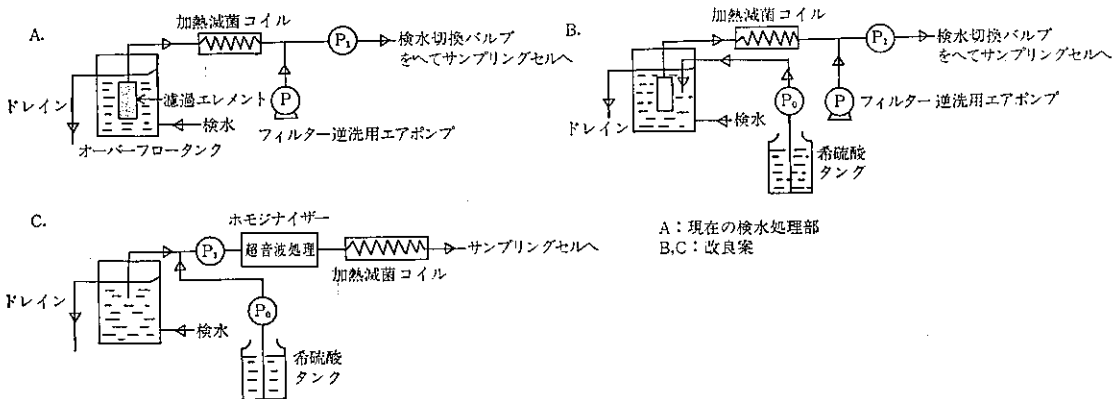 A.
加熱滅菌コイル
P₁
検水切換バルブ
をへてサンプリングセルへ
ドレイン
濾過エレメント
P
検水
フィルター逆洗用エアポンプ
オーバーフロータンク
B.
加熱滅菌コイル
P₁
検水切換バルブ
をへてサンプリングセルへ
P₀
P
フィルター逆洗用エアポンプ
ドレイン
検水
希硫酸
タング
C.
ホモジナイザー
P₁
超音波処理
サンプリングセルへ
加熱滅菌コイル
ドレイン
P₀
検水
希硫酸
タンク
A：現在の検水処理部
B,C：改良案